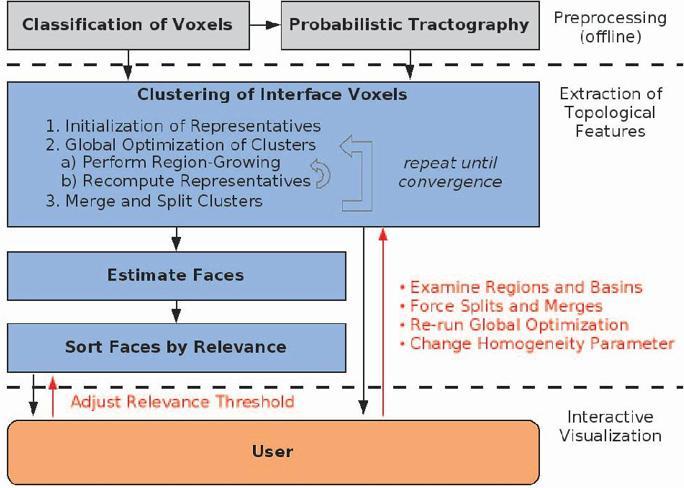 Classification of Voxels
Probabilistic Tractography
Preprocessing
(offline)
Clustering of Interface Voxels
1. Initialization of Representatives
2. Global Optimization of Clusters
a) Perform Region-Growing
b) Recompute Representatives
3. Merge and Split Clusters
repeat until
convergence
Extraction of
Topological
Features
Estimate Faces
Sort Faces by Relevance
• Examine Regions and Basins
• Force Splits and Merges
• Re-run Global Optimization
• Change Homogeneity Parameter
Adjust Relevance Threshold
Interactive
Visualization
User